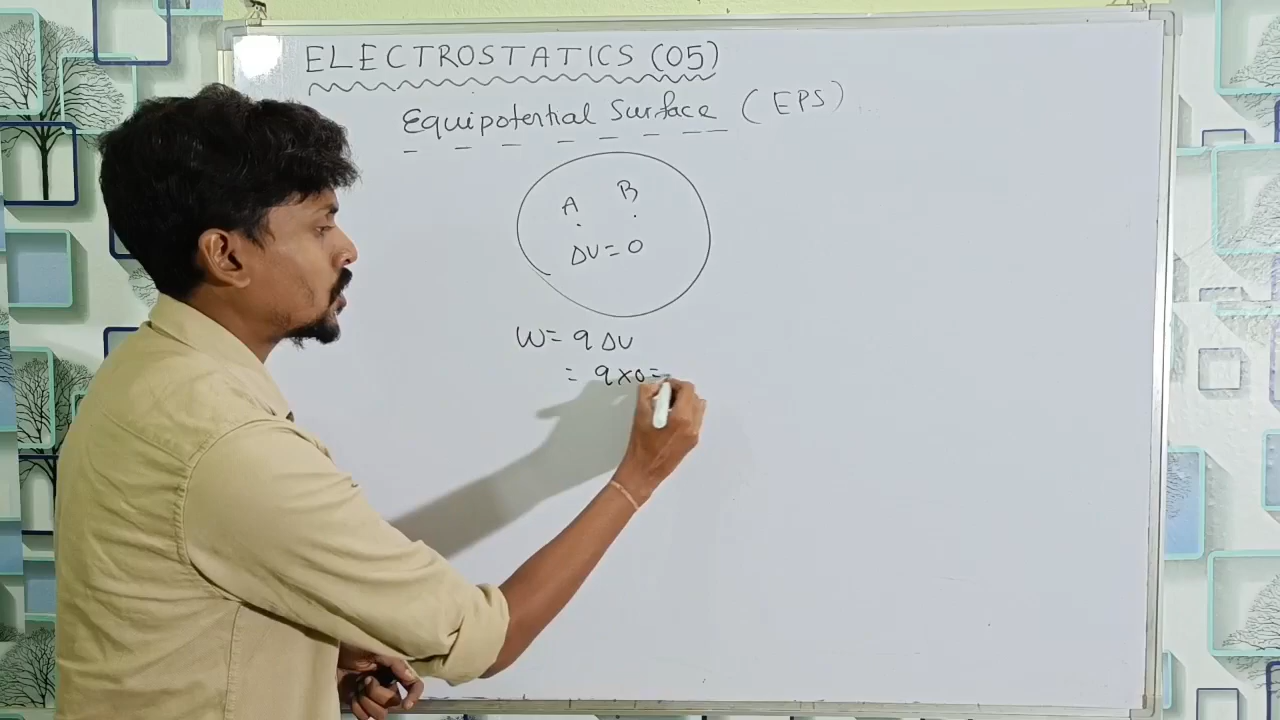 ELECTROSTATICS (05)
Equipotential Surface (EPS)
A B
ΔV = 0
W = q ΔV
= q×0 =